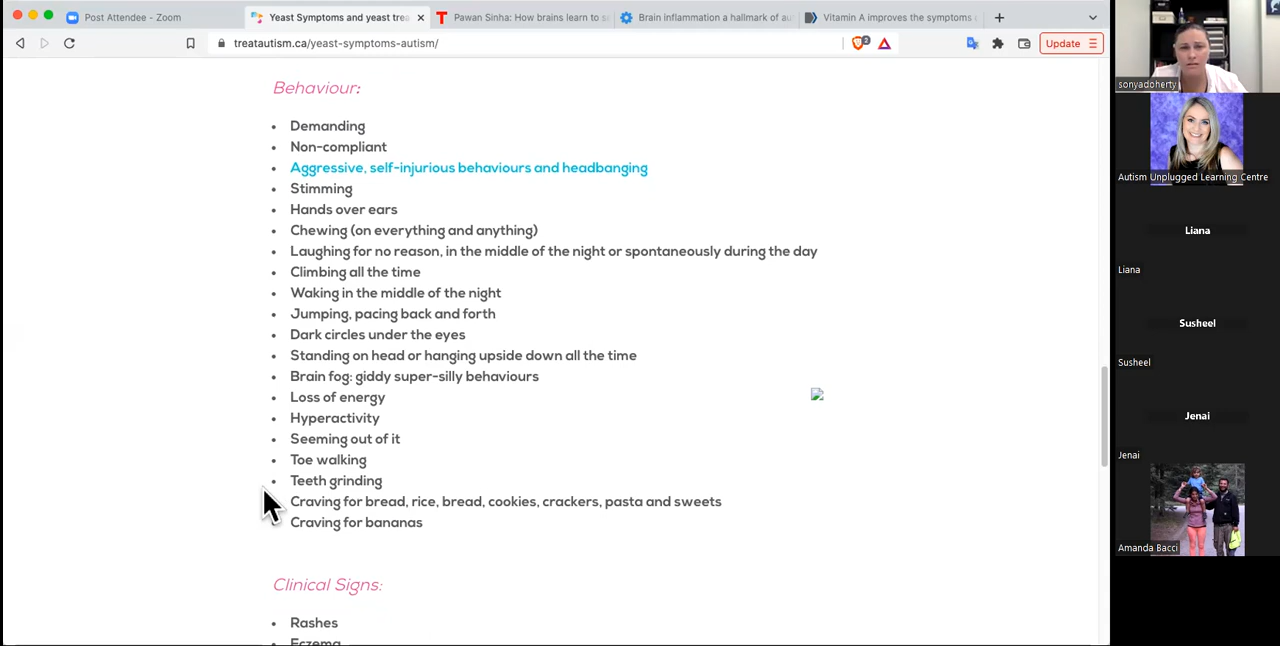 Post Attendee - Zoom
Yeast Symptoms and yeast trea
Pawan Sinha: How brains learn to s
Brain inflammation a hallmark of au
Vitamin A improves the symptoms
treatautism.ca/yeast-symptoms-autism/
2
Update
Behaviour:
Demanding
Non-compliant
Aggressive, self-injurious behaviours and headbanging
Stimming
Hands over ears
Chewing (on everything and anything)
Laughing for no reason, in the middle of the night or spontaneously during the day
Climbing all the time
Waking in the middle of the night
Jumping, pacing back and forth
Dark circles under the eyes
Standing on head or hanging upside down all the time
Brain fog: giddy super-silly behaviours
Loss of energy
Hyperactivity
Seeming out of it
Toe walking
Teeth grinding
Craving for bread, rice, bread, cookies, crackers, pasta and sweets
Craving for bananas
Clinical Signs:
Rashes
Eczema
sonyadoherty
Autism Unplugged Learning Centre
Liana
Liana
Susheel
Susheel
Jenai
Jenai
Amanda Bacci